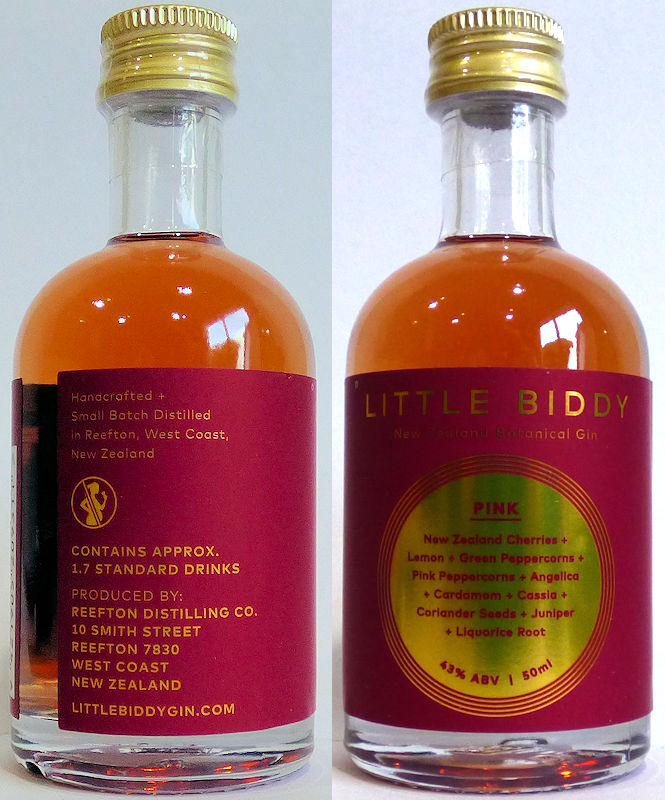 Handcrafted +
Small Batch Distilled
in Reefton, West Coast,
New Zealand
CONTAINS APPROX.
1.7 STANDARD DRINKS
PRODUCED BY:
REEFTON DISTILLING CO.
10 SMITH STREET
REEFTON 7830
WEST COAST
NEW ZEALAND
LITTLEBIDDYGIN.COM
LITTLE BIDDY
New Zealand Botanical Gin
PINK
New Zealand Cherries +
Lemon + Green Peppercorns +
Pink Peppercorns + Angelica
+ Cardamom + Cassia +
Coriander Seeds + Juniper
+ Liquorice Root
43% ABV | 50ml